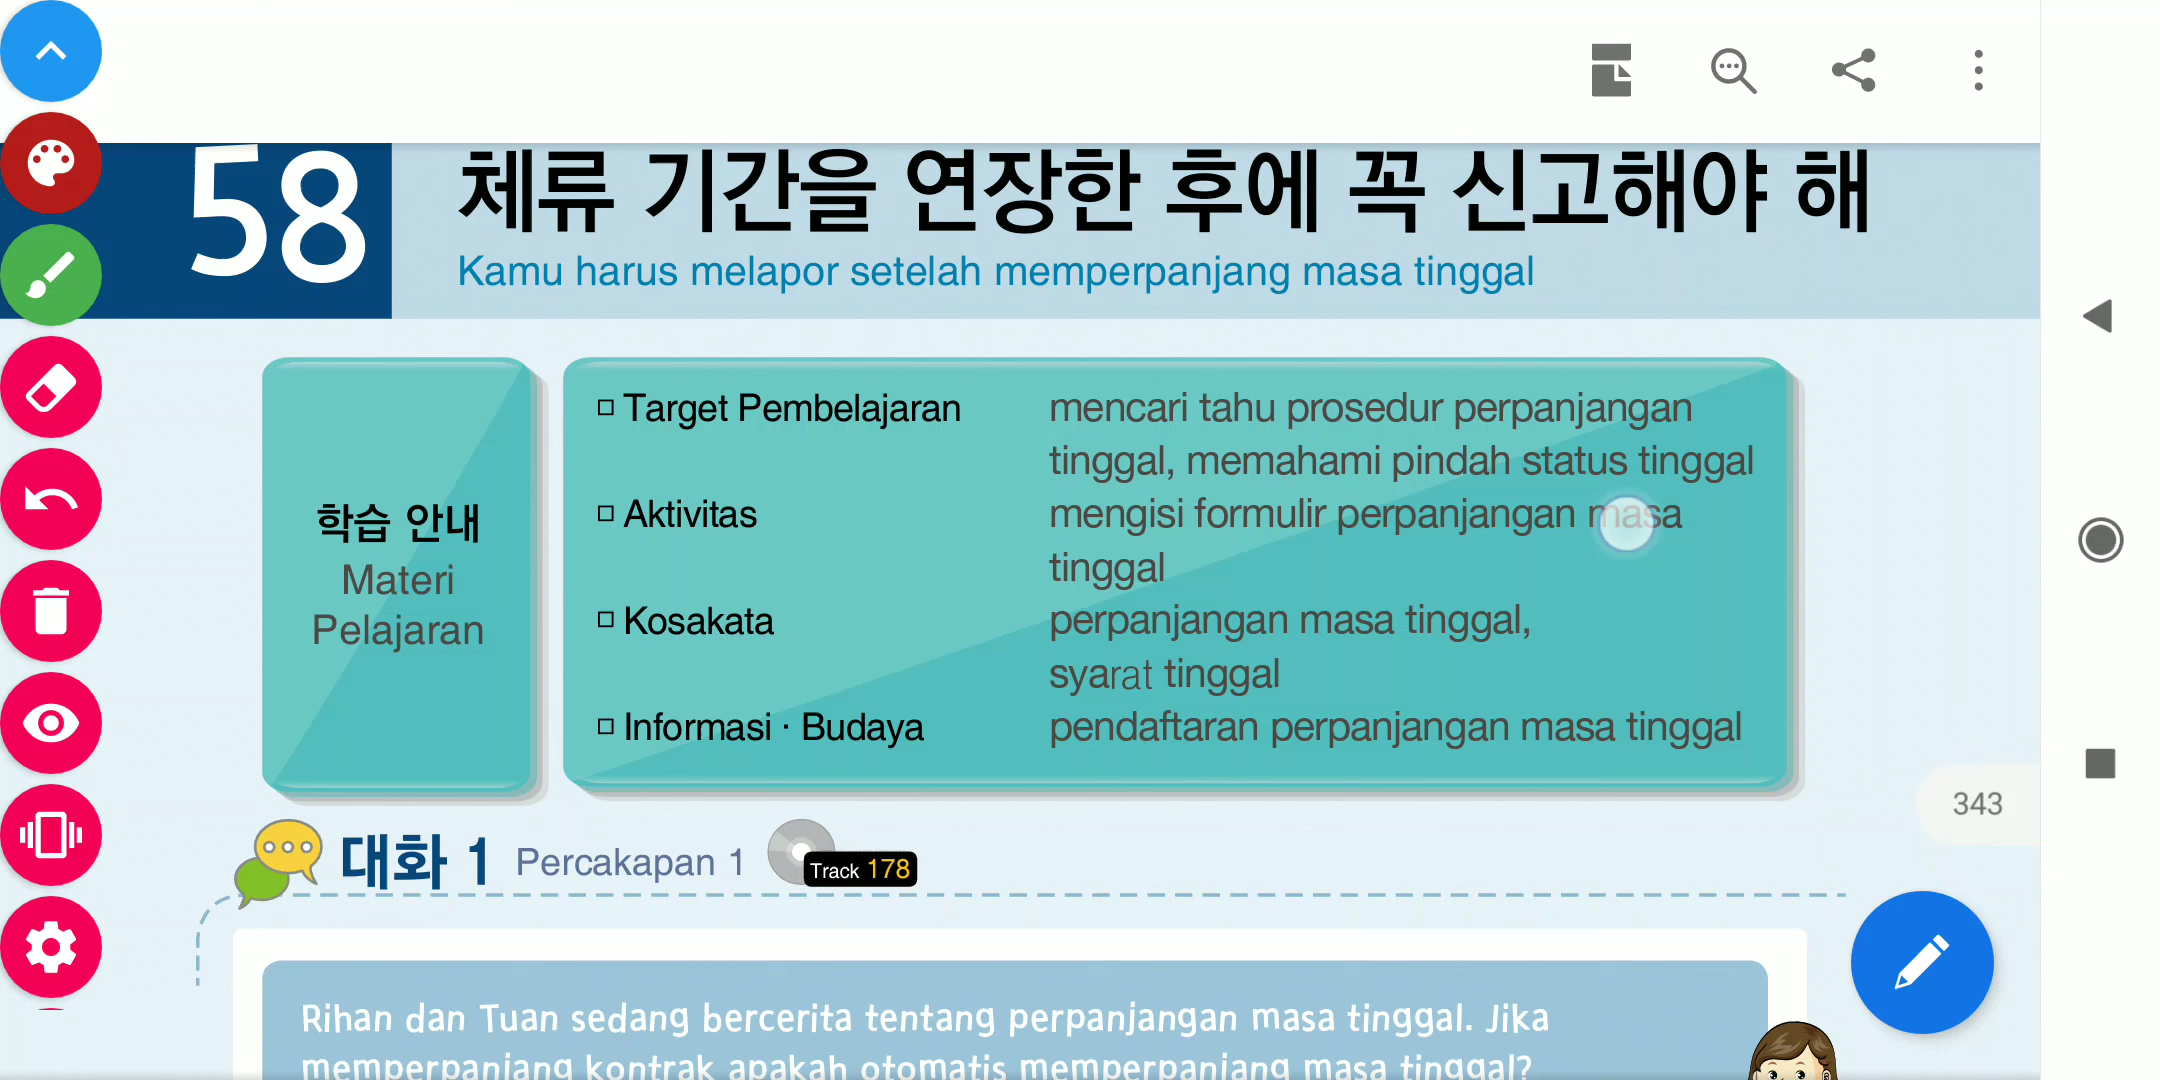 58
체류 기간을 연장한 후에 꼭 신고해야 해
Kamu harus melapor setelah memperpanjang masa tinggal
학습 안내
Materi
Pelajaran
□ Target Pembelajaran mencari tahu prosedur perpanjangan
tinggal, memahami pindah status tinggal
□ Aktivitas mengisi formulir perpanjangan masa
tinggal
□ Kosakata perpanjangan masa tinggal,
syarat tinggal
□ Informasi · Budaya pendaftaran perpanjangan masa tinggal
343
대화 1 Percakapan 1 Track 178
Rihan dan Tuan sedang bercerita tentang perpanjangan masa tinggal. Jika
memperpanjang kontrak apakah otomatis memperpanjang masa tinggal?